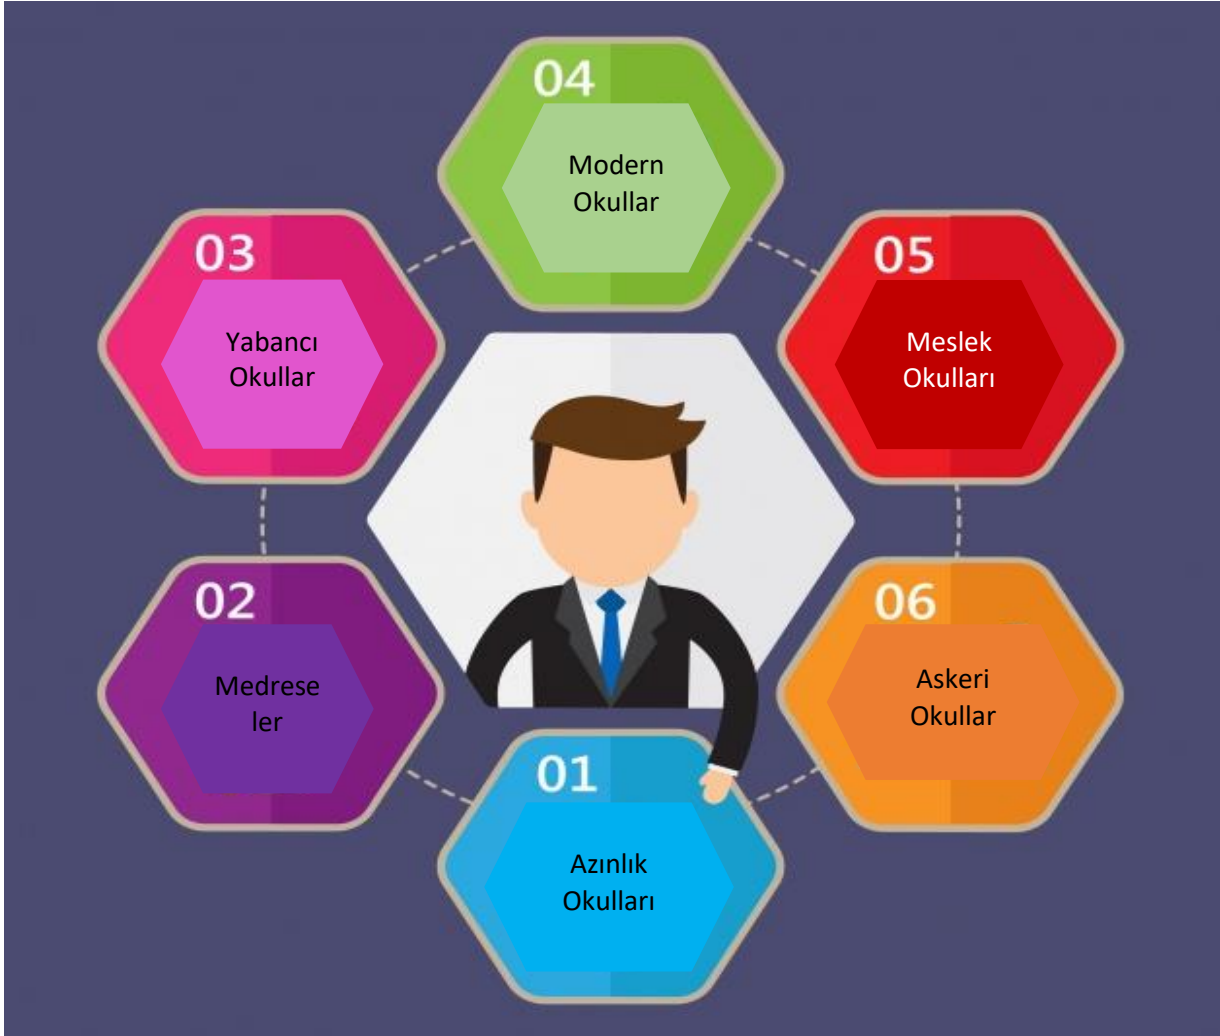 04
Modern
Okullar
03
Yabancı
Okullar
05
Meslek
Okulları
02
Medrese
ler
06
Askeri
Okullar
01
Azınlık
Okulları